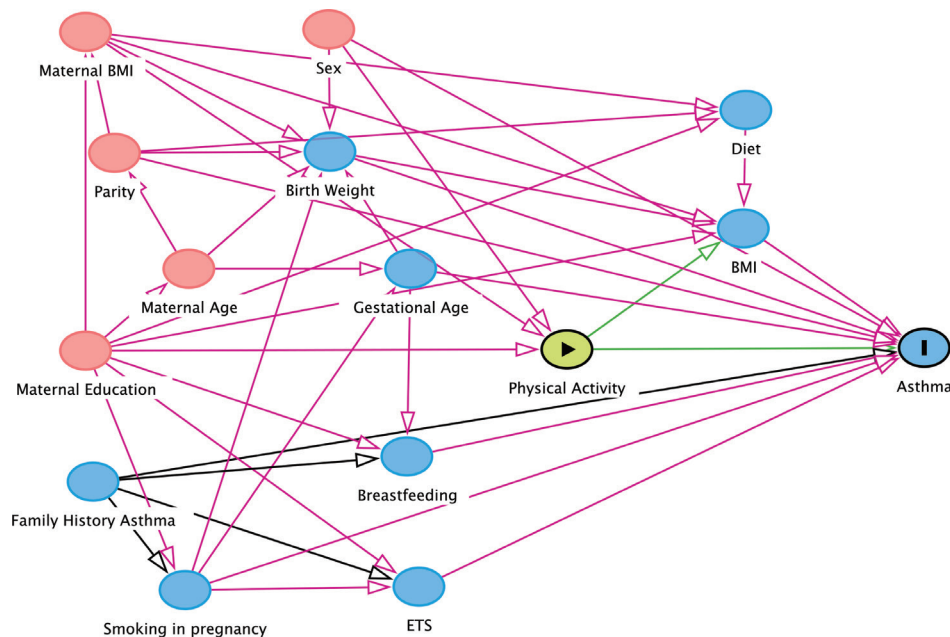 Maternal BMI
Sex
Diet
Parity
Birth Weight
BMI
Maternal Age
Gestational Age
Maternal Education
Physical Activity
Asthma
Breastfeeding
Family History Asthma
Smoking in pregnancy
ETS